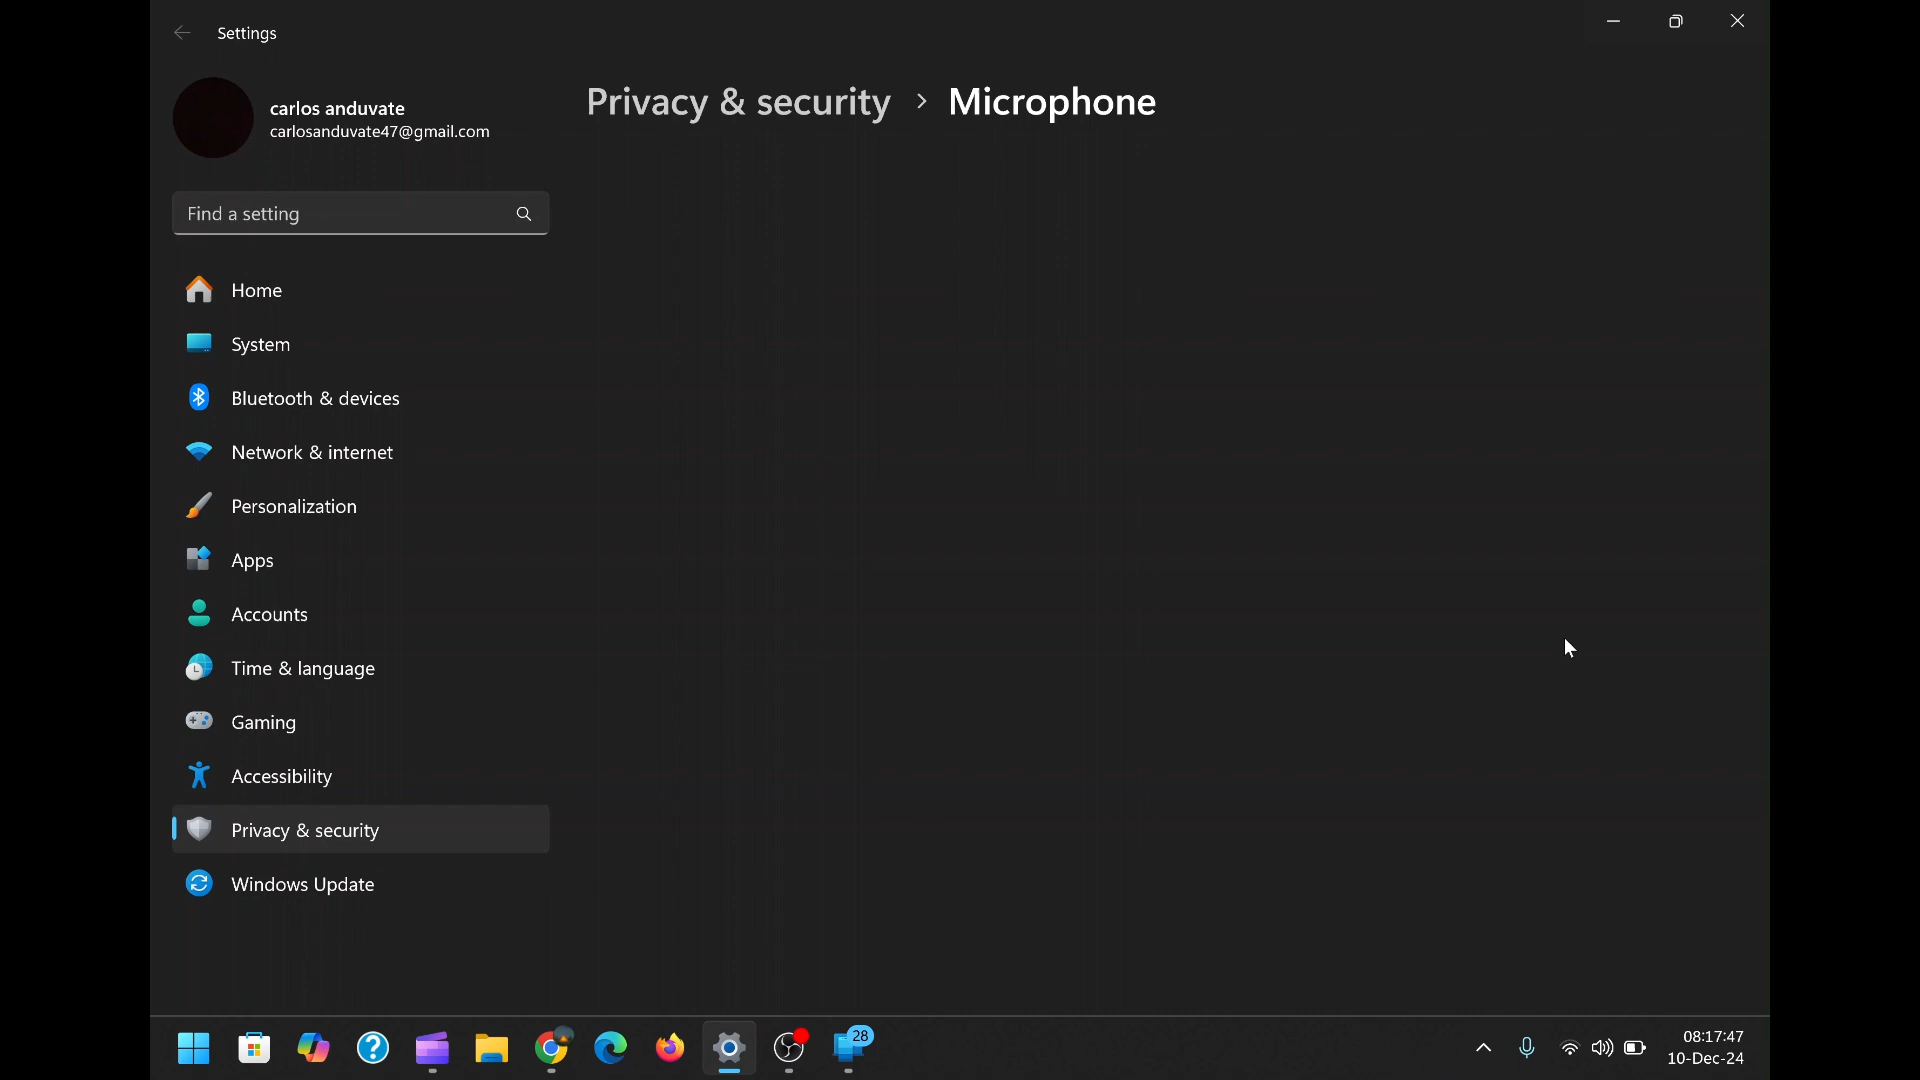 Settings
carlos anduvate
carlosanduvate47@gmail.com
Privacy & security > Microphone
Find a setting
Home
System
Bluetooth & devices
Network & internet
Personalization
Apps
Accounts
Time & language
Gaming
Accessibility
Privacy & security
Windows Update
28
08:17:47
10-Dec-24